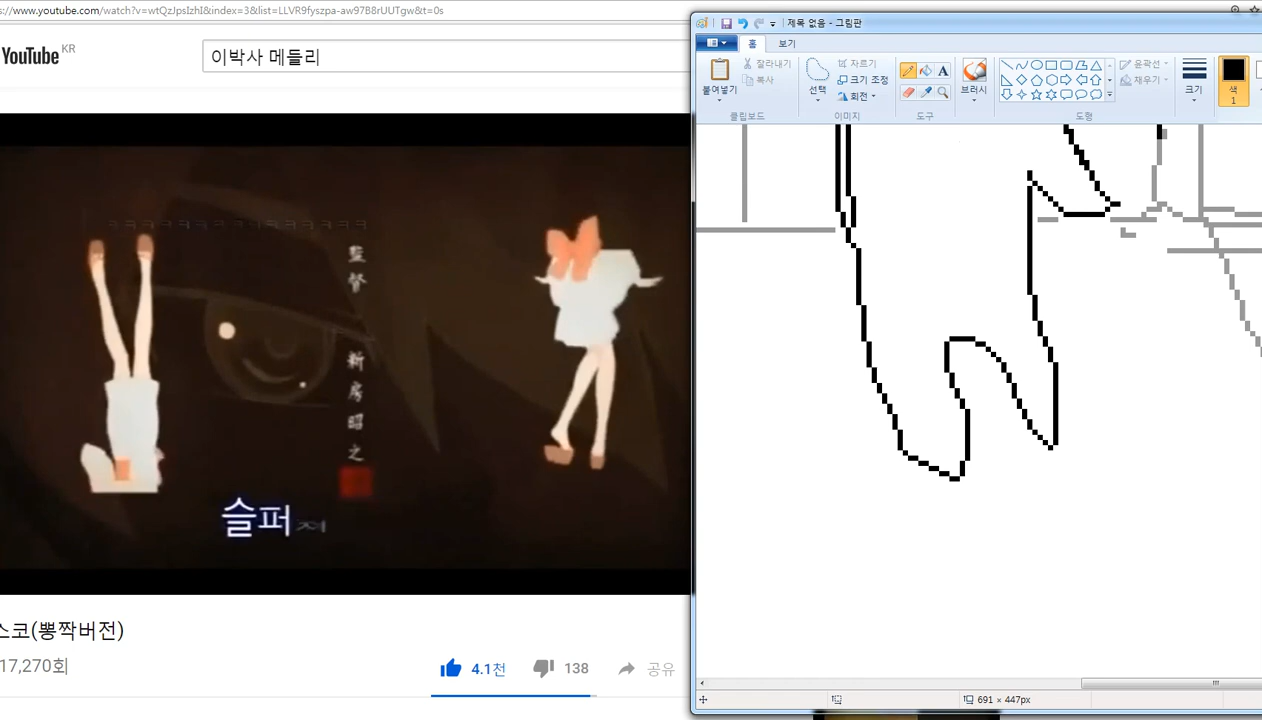 www.youtube.com/watch?v=wtQzJpsIzhI&index=3&list=LLVR9fyszpa-aw97B8rUUTgw&t=0s
YouTube KR
이박사 메들리
ㅋㅋㅋㅋㅋㅋㅋㅋㅋㅋㅋㅋㅋㅋㅋ
監督
新房昭之
슬퍼져
스코(뽕짝버전)
17,270회
4.1천
138
공유
제목 없음 - 그림판
홈
보기
붙여넣기
잘라내기
복사
클립보드
선택
자르기
크기 조정
회전
이미지
A
도구
브러시
윤곽선
채우기
도형
크기
색
1
691 × 447px